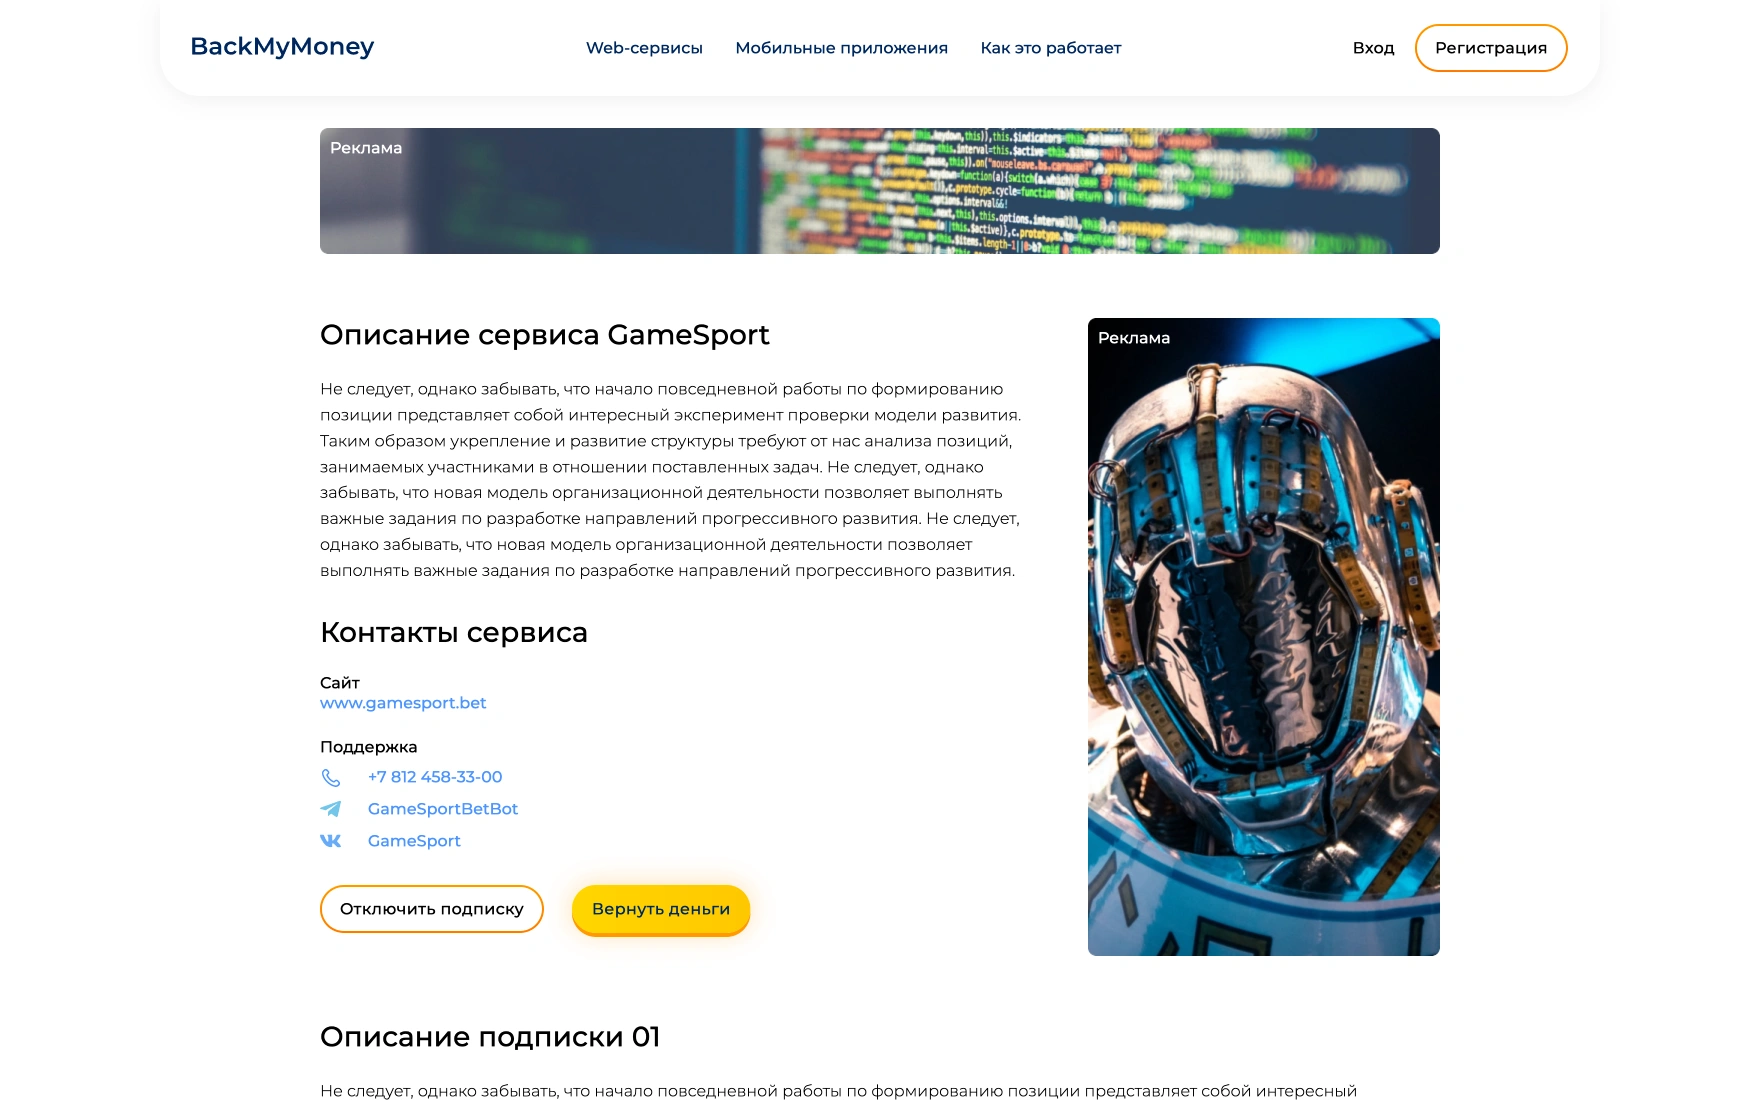 BackMyMoney
Web-сервисы
Мобильные приложения
Как это работает
Вход
Регистрация
Реклама
Описание сервиса GameSport
Не следует, однако забывать, что начало повседневной работы по формированию
позиции представляет собой интересный эксперимент проверки модели развития.
Таким образом укрепление и развитие структуры требуют от нас анализа позиций,
занимаемых участниками в отношении поставленных задач. Не следует, однако
забывать, что новая модель организационной деятельности позволяет выполнять
важные задания по разработке направлений прогрессивного развития. Не следует,
однако забывать, что новая модель организационной деятельности позволяет
выполнять важные задания по разработке направлений прогрессивного развития.
Реклама
Контакты сервиса
Сайт
www.gamesport.bet
Поддержка
+7 812 458-33-00
GameSportBetBot
GameSport
Отключить подписку
Вернуть деньги
Описание подписки 01
Не следует, однако забывать, что начало повседневной работы по формированию позиции представляет собой интересный